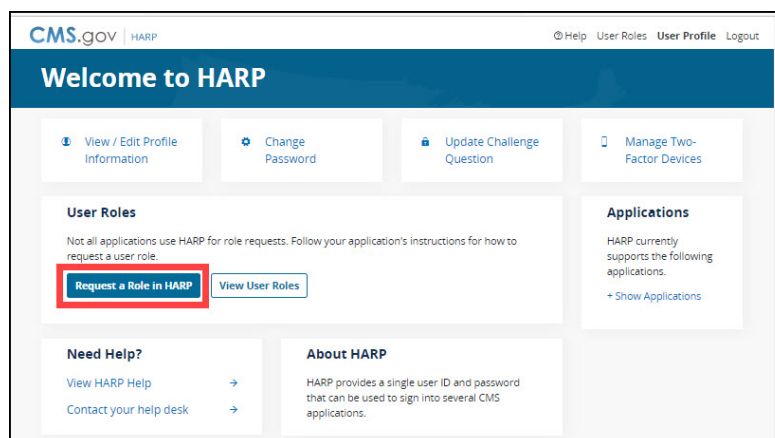 CMS.gov HARP
Help User Roles User Profile Logout
Welcome to HARP
View / Edit Profile
Information
Change
Password
Update Challenge
Question
Manage Two-
Factor Devices
User Roles
Not all applications use HARP for role requests. Follow your application's instructions for how to
request a user role.
Request a Role in HARP View User Roles
Applications
HARP currently
supports the following
applications.
+ Show Applications
Need Help?
View HARP Help
Contact your help desk
About HARP
HARP provides a single user ID and password
that can be used to sign into several CMS
applications.